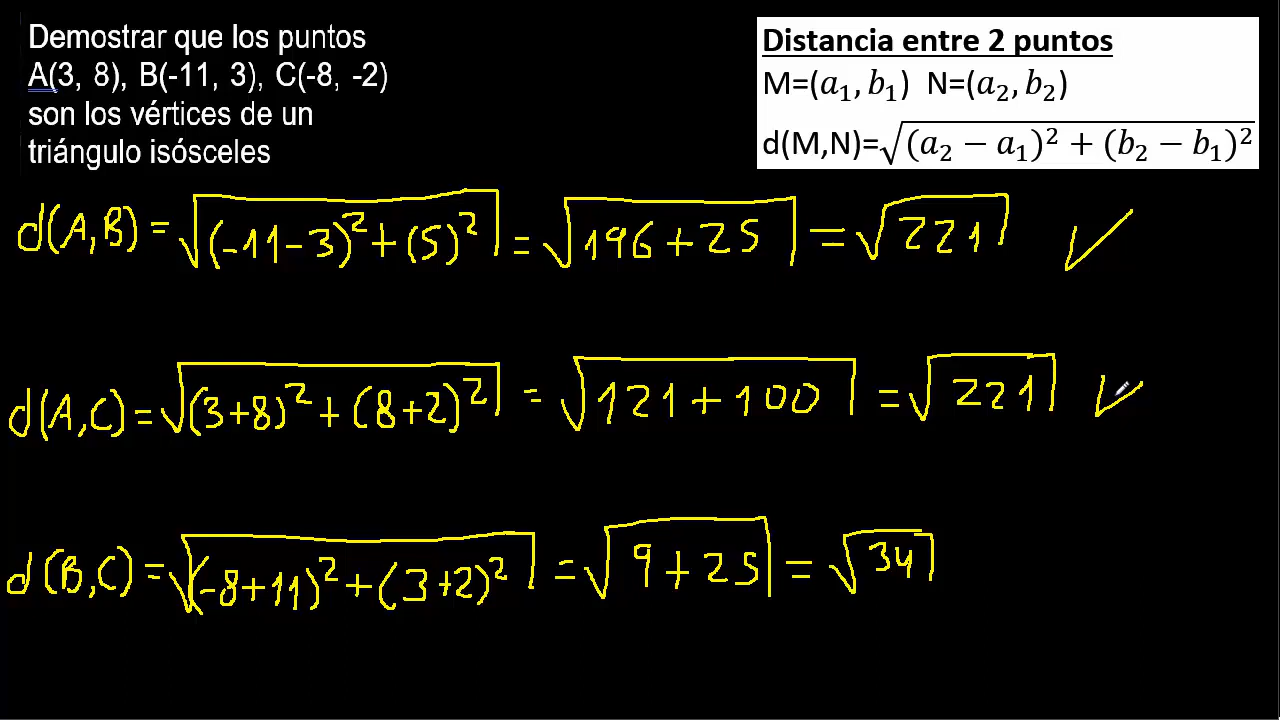 Demostrar que los puntos
A(3, 8), B(-11, 3), C(-8, -2)
son los vértices de un
triángulo isósceles
Distancia entre 2 puntos
M=(a₁, b₁) N=(a₂, b₂)
d(M,N)=√((a₂ − a₁)² + (b₂ − b₁)²)
d(A,B) = √((-11-3)² + (5)²) = √(196 + 25) = √221 ✓
d(A,C) = √((3+8)² + (8+2)²) = √(121 + 100) = √221 ✓
d(B,C) = √((-8+11)² + (3+2)²) = √(9 + 25) = √34